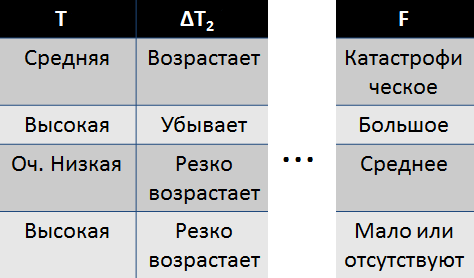 T ΔT₂ F
Средняя Возрастает Катастрофи
ческое
Высокая Убывает ... Большое
Оч. Низкая Резко Среднее
возрастает
Высокая Резко Мало или
возрастает отсутствуют